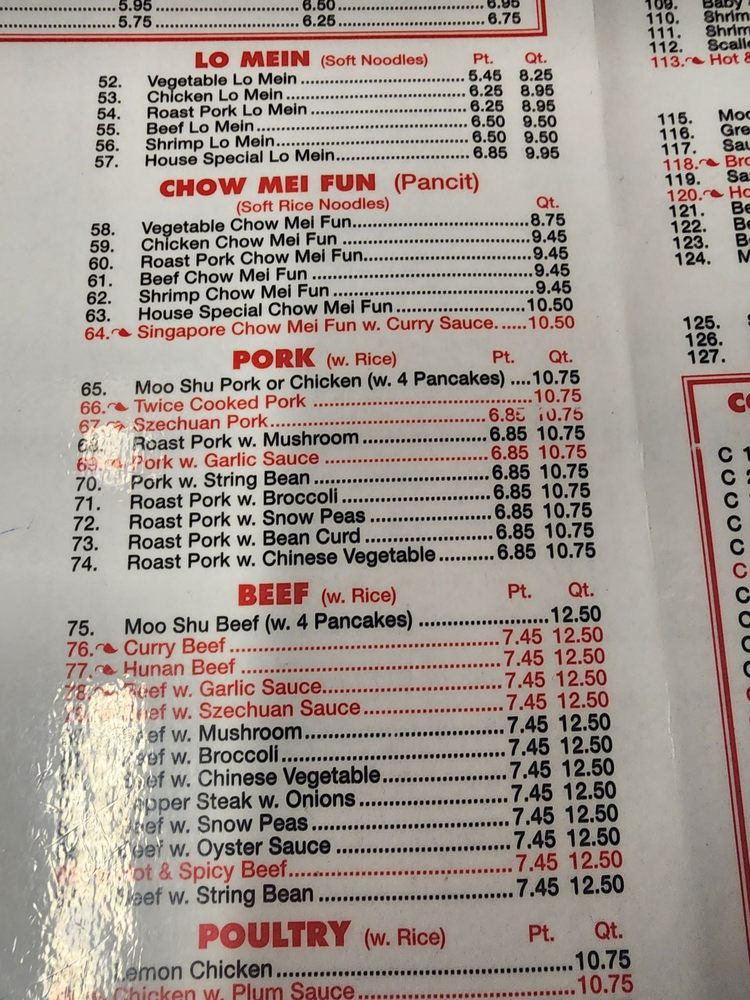 5.95 6.50 6.95
5.75 6.25 6.75
LO MEIN (Soft Noodles) Pt. Qt.
52. Vegetable Lo Mein 5.45 8.25
53. Chicken Lo Mein 6.25 8.95
54. Roast Pork Lo Mein 6.25 8.95
55. Beef Lo Mein 6.50 9.50
56. Shrimp Lo Mein 6.50 9.50
57. House Special Lo Mein 6.85 9.95
CHOW MEI FUN (Pancit)
(Soft Rice Noodles) Qt.
58. Vegetable Chow Mei Fun 8.75
59. Chicken Chow Mei Fun 9.45
60. Roast Pork Chow Mei Fun 9.45
61. Beef Chow Mei Fun 9.45
62. Shrimp Chow Mei Fun 9.45
63. House Special Chow Mei Fun 10.50
64. Singapore Chow Mei Fun w. Curry Sauce 10.50
PORK (w. Rice) Pt. Qt.
65. Moo Shu Pork or Chicken (w. 4 Pancakes) 10.75
66. Twice Cooked Pork 10.75
67. Szechuan Pork 6.85 10.75
68. Roast Pork w. Mushroom 6.85 10.75
69. Pork w. Garlic Sauce 6.85 10.75
70. Pork w. String Bean 6.85 10.75
71. Roast Pork w. Broccoli 6.85 10.75
72. Roast Pork w. Snow Peas 6.85 10.75
73. Roast Pork w. Bean Curd 6.85 10.75
74. Roast Pork w. Chinese Vegetable 6.85 10.75
BEEF (w. Rice) Pt. Qt.
75. Moo Shu Beef (w. 4 Pancakes) 12.50
76. Curry Beef 7.45 12.50
77. Hunan Beef 7.45 12.50
78. Beef w. Garlic Sauce 7.45 12.50
Beef w. Szechuan Sauce 7.45 12.50
Beef w. Mushroom 7.45 12.50
Beef w. Broccoli 7.45 12.50
Beef w. Chinese Vegetable 7.45 12.50
Pepper Steak w. Onions 7.45 12.50
Beef w. Snow Peas 7.45 12.50
Beef w. Oyster Sauce 7.45 12.50
Hot & Spicy Beef 7.45 12.50
Beef w. String Bean 7.45 12.50
POULTRY (w. Rice) Pt. Qt.
Lemon Chicken 10.75
Chicken w. Plum Sauce 10.75
109. Baby
110.
111.
112.
113. Hot &
115.
116.
117.
118.
119.
120.
121.
122.
123.
124.
125.
126.
127.
C
C
C
C
C
C
C
C
C
C